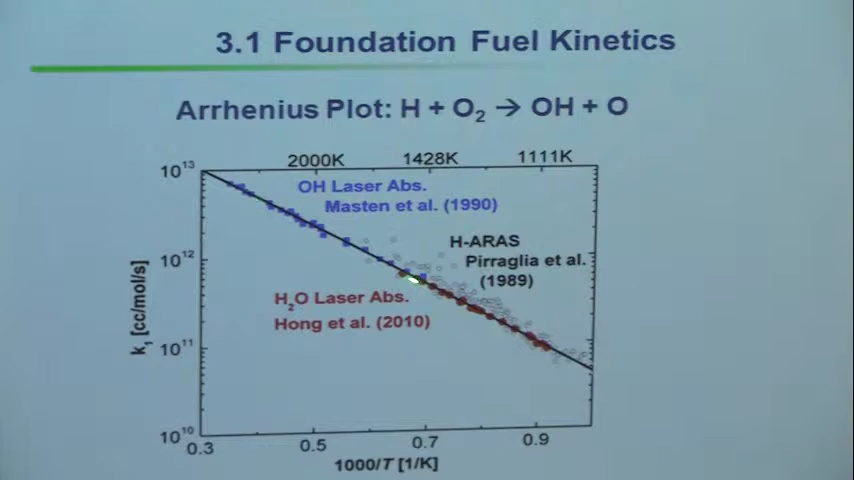 3.1 Foundation Fuel Kinetics
Arrhenius Plot: H + O₂ → OH + O
2000K 1428K 1111K
10¹³
OH Laser Abs.
Masten et al. (1990)
H-ARAS
Pirraglia et al.
(1989)
10¹²
H₂O Laser Abs.
Hong et al. (2010)
k₁ [cc/mol/s]
10¹¹
10¹⁰
0.3 0.5 0.7 0.9
1000/T [1/K]